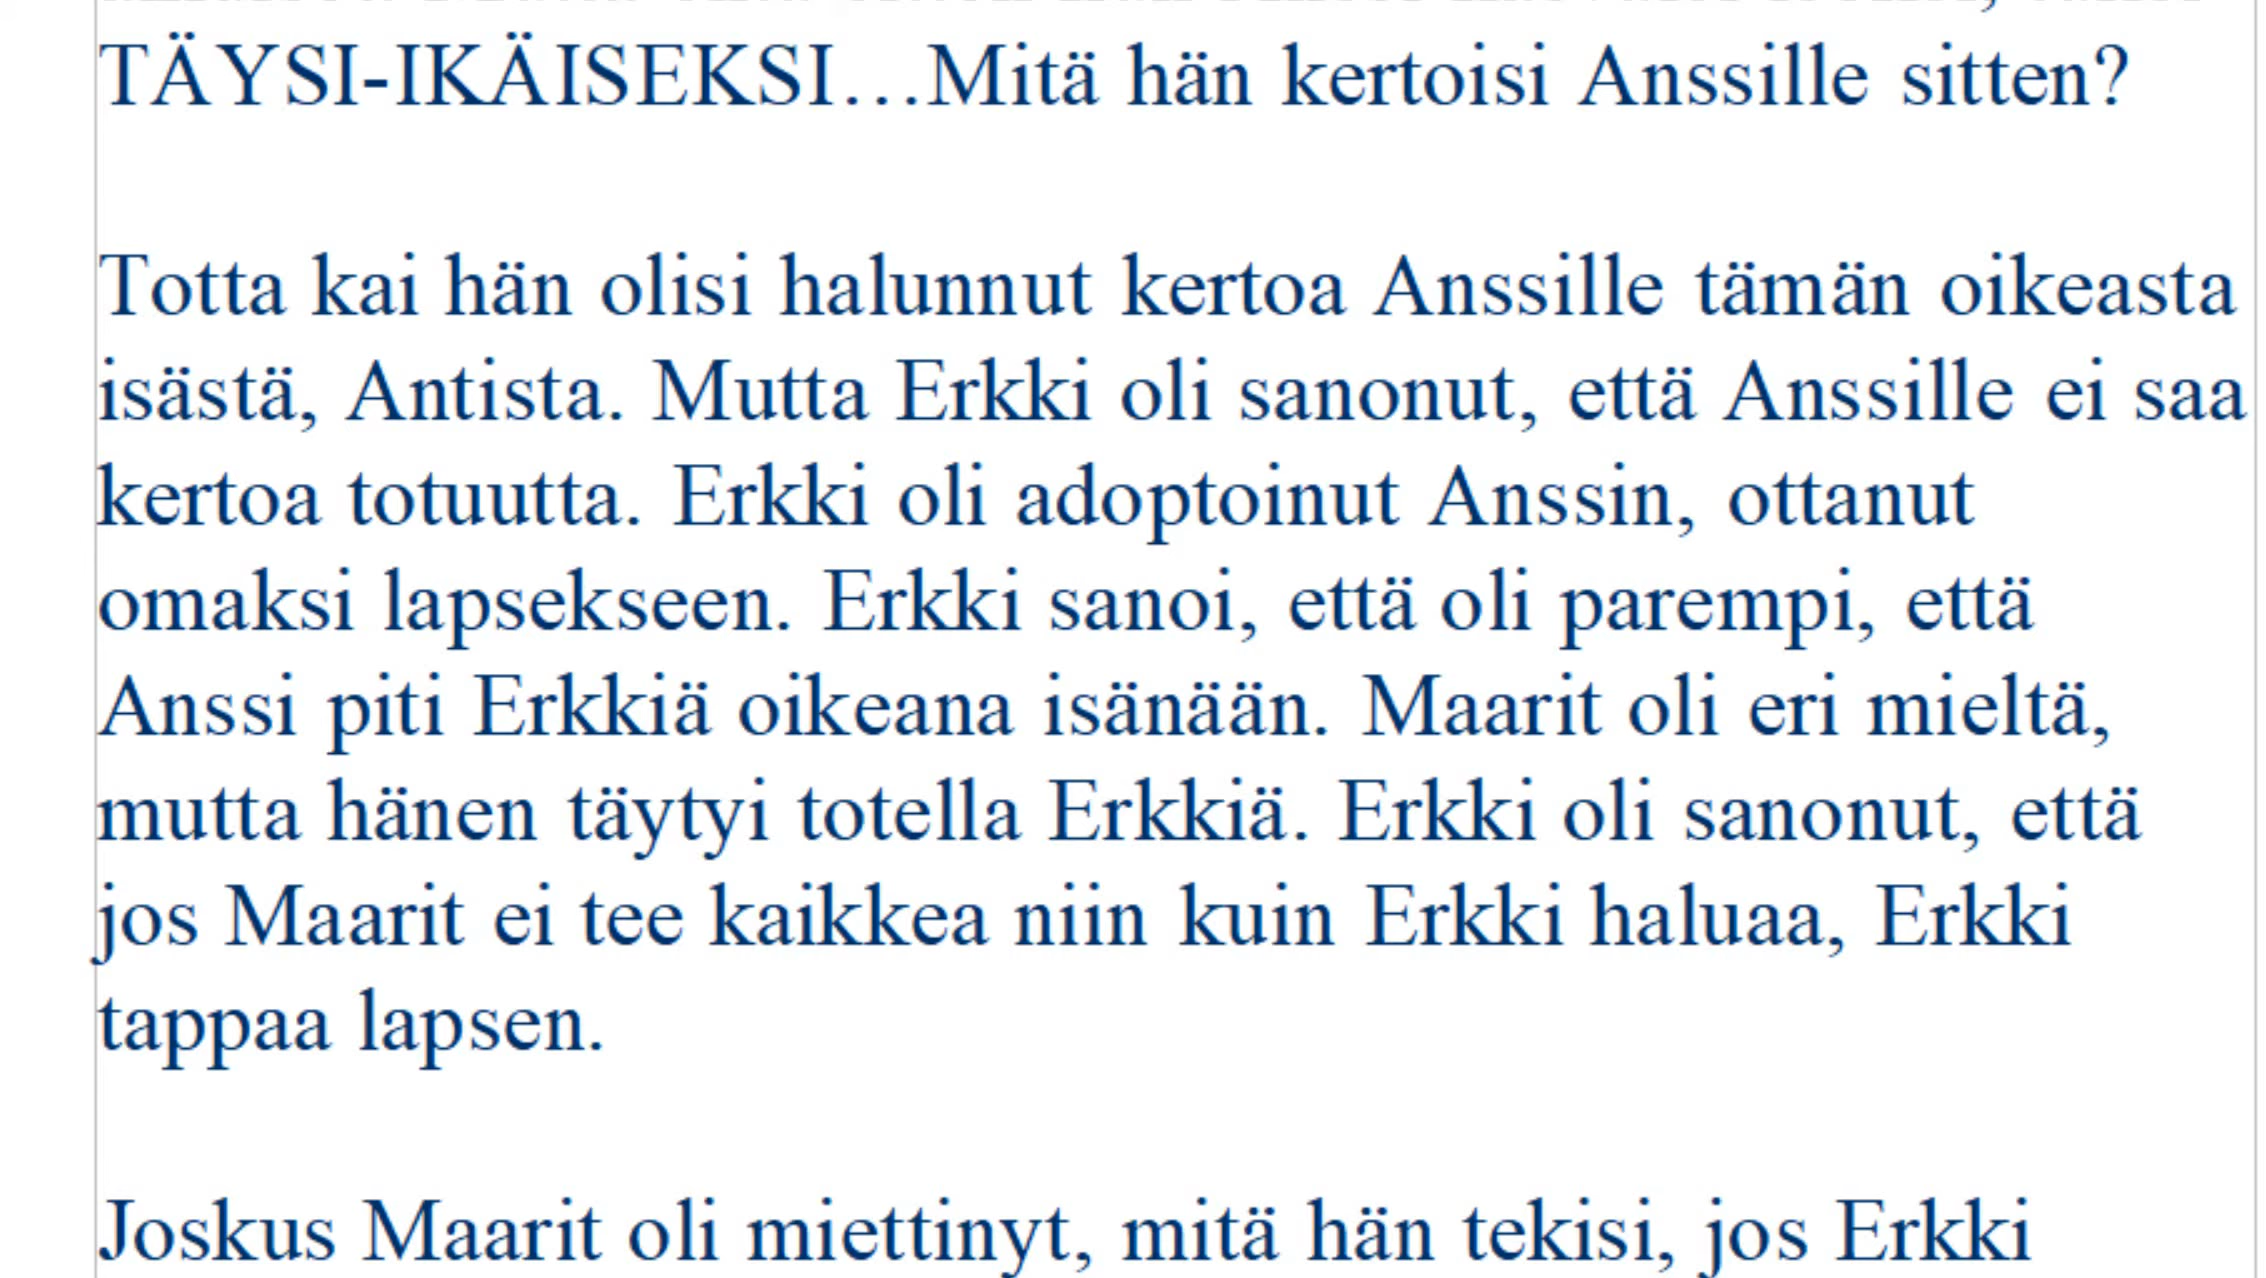 TÄYSI-IKÄISEKSI…Mitä hän kertoisi Anssille sitten?
Totta kai hän olisi halunnut kertoa Anssille tämän oikeasta
isästä, Antista. Mutta Erkki oli sanonut, että Anssille ei saa
kertoa totuutta. Erkki oli adoptoinut Anssin, ottanut
omaksi lapsekseen. Erkki sanoi, että oli parempi, että
Anssi piti Erkkiä oikeana isänään. Maarit oli eri mieltä,
mutta hänen täytyi totella Erkkiä. Erkki oli sanonut, että
jos Maarit ei tee kaikkea niin kuin Erkki haluaa, Erkki
tappaa lapsen.
Joskus Maarit oli miettinyt, mitä hän tekisi, jos Erkki